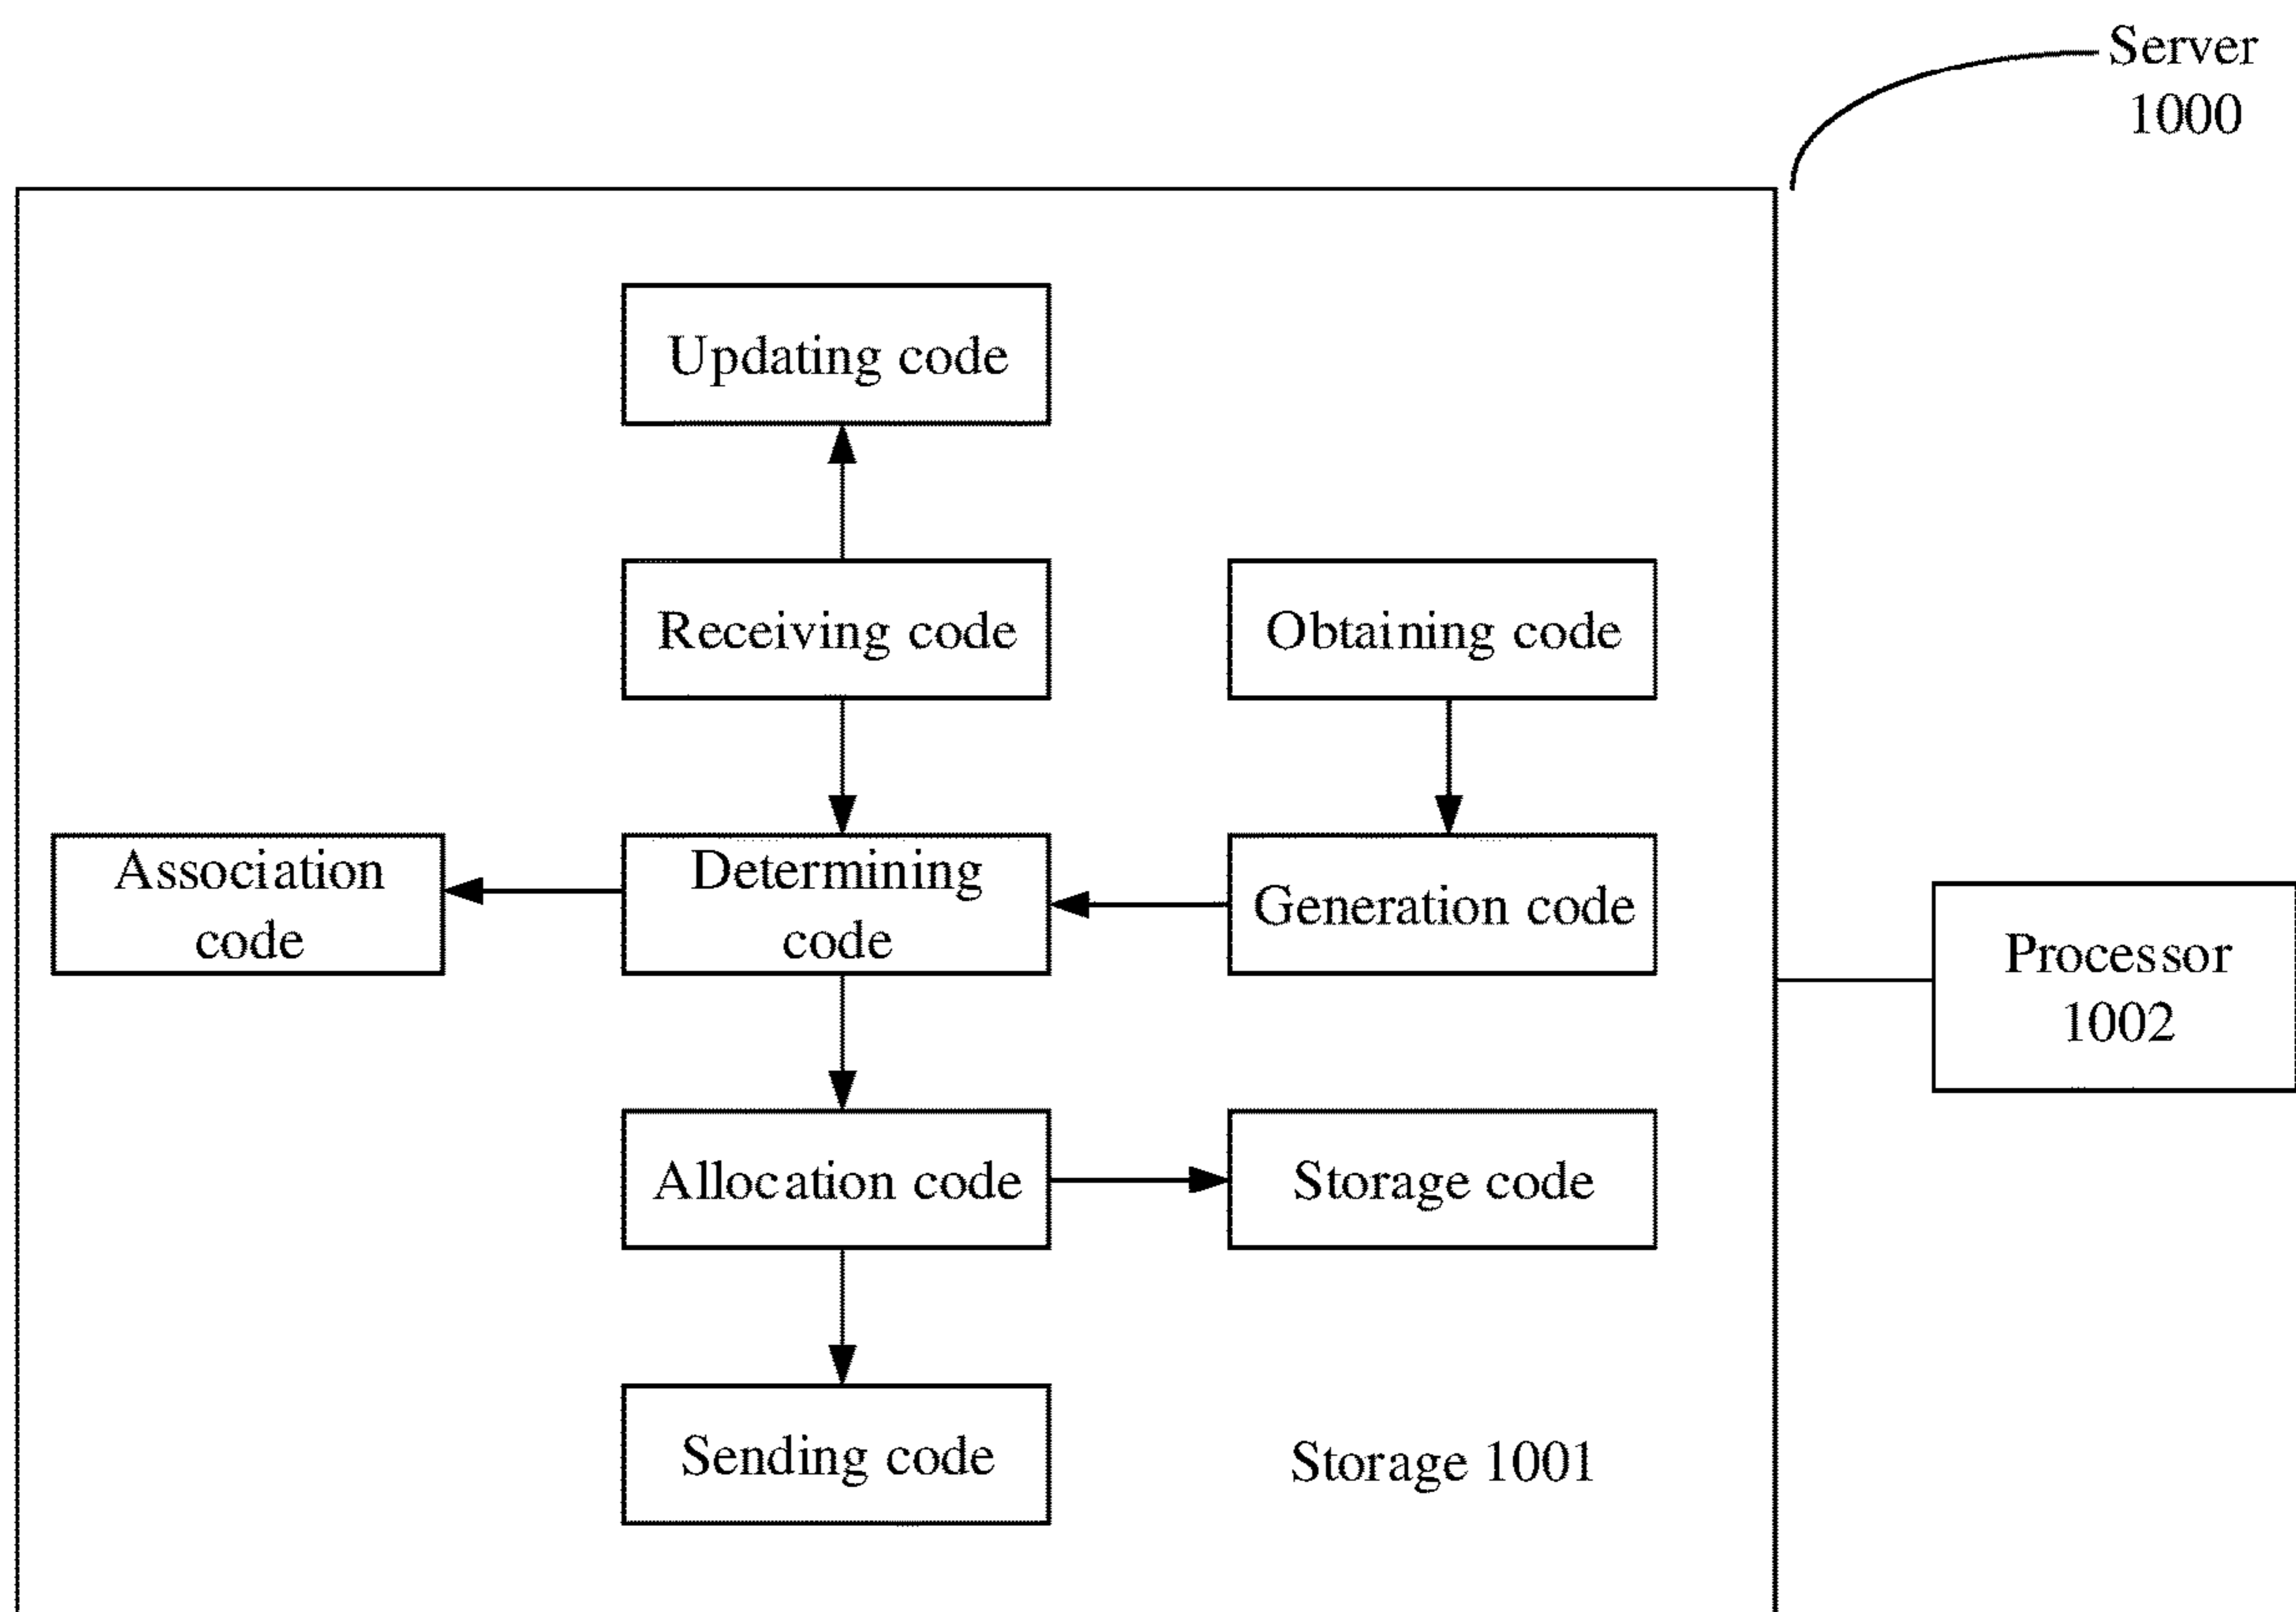 Server
1000
Updating code
Receiving code
Obtaining code
Association
code
Determining
code
Generation code
Processor
1002
Allocation code
Storage code
Sending code
Storage 1001